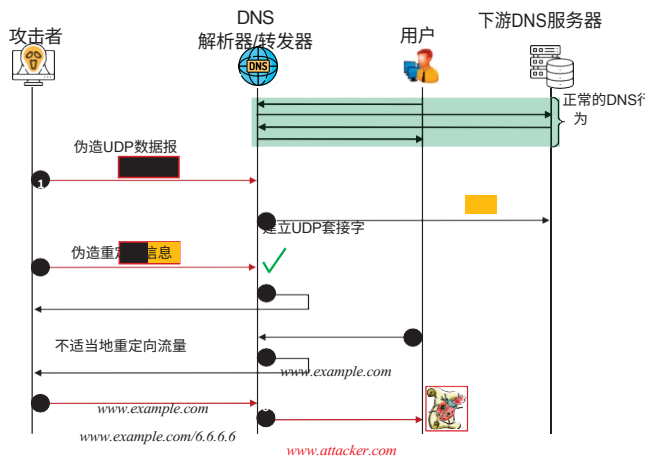 攻击者
DNS
解析器/转发器
用户
下游DNS服务器
DNS
正常的DNS行
为
伪造UDP数据报
1
建立UDP套接字
伪造重定
信息
不适当地重定向流量
www.example.com
www.example.com
www.example.com/6.6.6.6
www.attacker.com